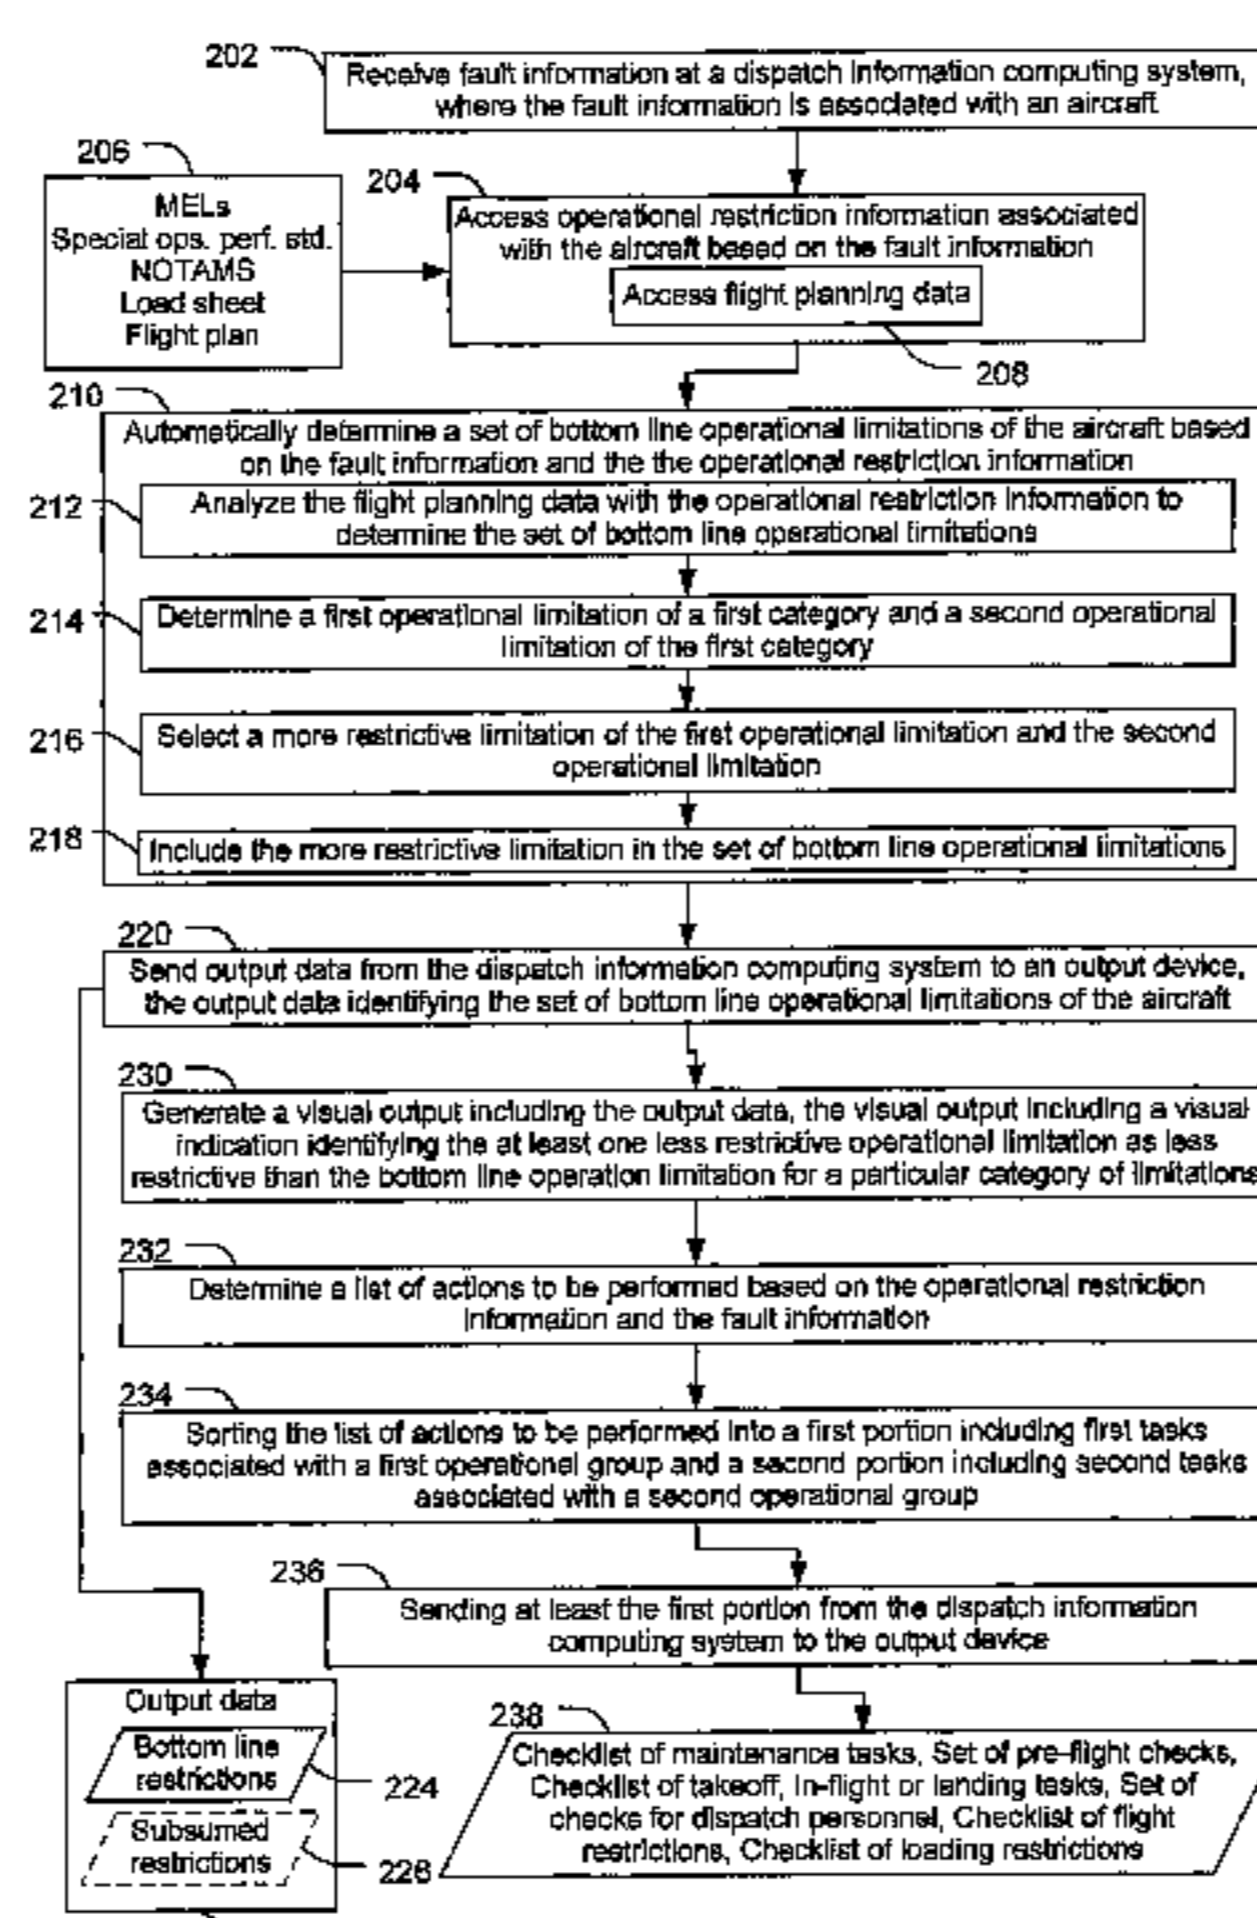 202
Receive fault information at a dispatch information computing system,
where the fault information is associated with an aircraft
206
MELs
Special ops. perf. std.
NOTAMS
Load sheet
Flight plan
204
Access operational restriction information associated
with the aircraft based on the fault information
Access flight planning data
208
210
Automatically determine a set of bottom line operational limitations of the aircraft based
on the fault information and the the operational restriction information
212
Analyze the flight planning data with the operational restriction information to
determine the set of bottom line operational limitations
214
Determine a first operational limitation of a first category and a second operational
limitation of the first category
216
Select a more restrictive limitation of the first operational limitation and the second
operational limitation
218
Include the more restrictive limitation in the set of bottom line operational limitations
220
Send output data from the dispatch information computing system to an output device,
the output data identifying the set of bottom line operational limitations of the aircraft
230
Generate a visual output including the output data, the visual output including a visual
indication identifying the at least one less restrictive operational limitation as less
restrictive than the bottom line operation limitation for a particular category of limitations
232
Determine a list of actions to be performed based on the operational restriction
information and the fault information
234
Sorting the list of actions to be performed into a first portion including first tasks
associated with a first operational group and a second portion including second tasks
associated with a second operational group
236
Sending at least the first portion from the dispatch information
computing system to the output device
Output data
Bottom line
restrictions
224
Subsumed
restrictions
226
238
Checklist of maintenance tasks, Set of pre-flight checks,
Checklist of takeoff, In-flight or landing tasks, Set of
checks for dispatch personnel, Checklist of flight
restrictions, Checklist of loading restrictions